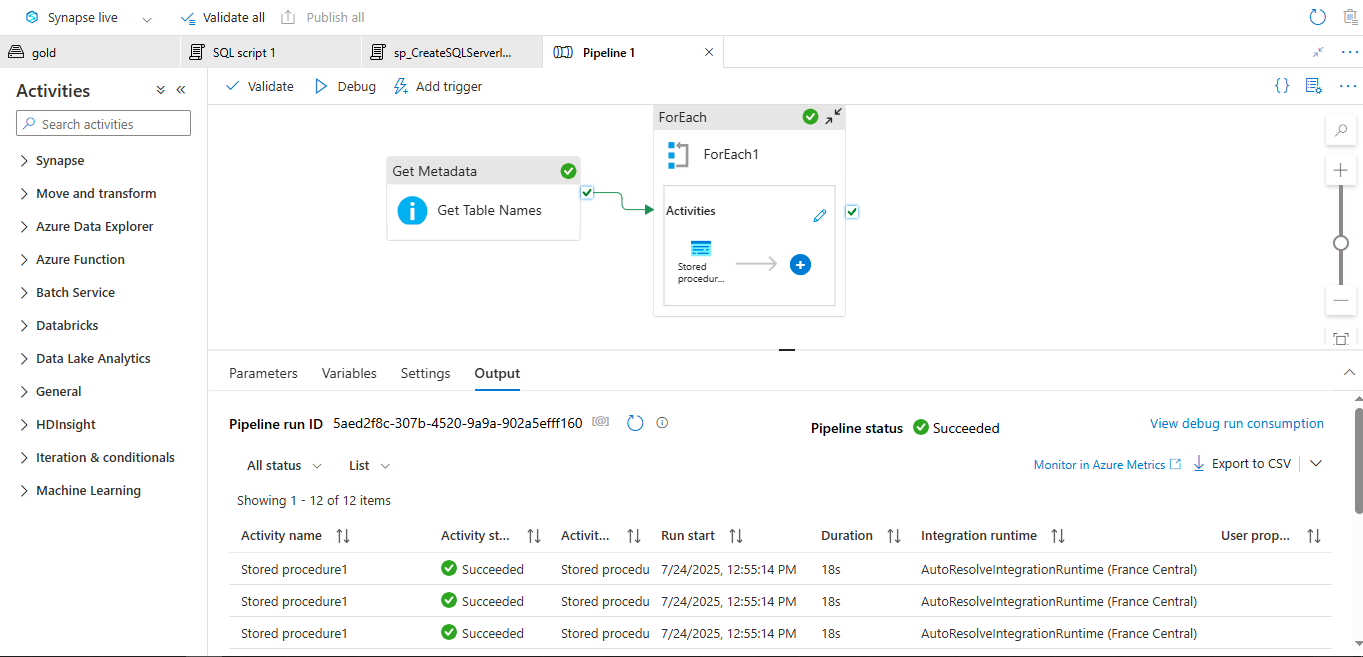 Synapse live Validate all Publish all
gold SQL script 1 sp_CreateSQLServerI... Pipeline 1
Activities
Search activities
Synapse
Move and transform
Azure Data Explorer
Azure Function
Batch Service
Databricks
Data Lake Analytics
General
HDInsight
Iteration & conditionals
Machine Learning
Validate Debug Add trigger
Get Metadata
Get Table Names
ForEach
ForEach1
Activities
Stored
procedur...
Parameters Variables Settings Output
Pipeline run ID 5aed2f8c-307b-4520-9a9a-902a5efff160 [@] Pipeline status Succeeded View debug run consumption
All status List Monitor in Azure Metrics Export to CSV
Showing 1 - 12 of 12 items
Activity name Activity st... Activit... Run start Duration Integration runtime User prop...
Stored procedure1 Succeeded Stored procedu 7/24/2025, 12:55:14 PM 18s AutoResolveIntegrationRuntime (France Central)
Stored procedure1 Succeeded Stored procedu 7/24/2025, 12:55:14 PM 18s AutoResolveIntegrationRuntime (France Central)
Stored procedure1 Succeeded Stored procedu 7/24/2025, 12:55:14 PM 18s AutoResolveIntegrationRuntime (France Central)